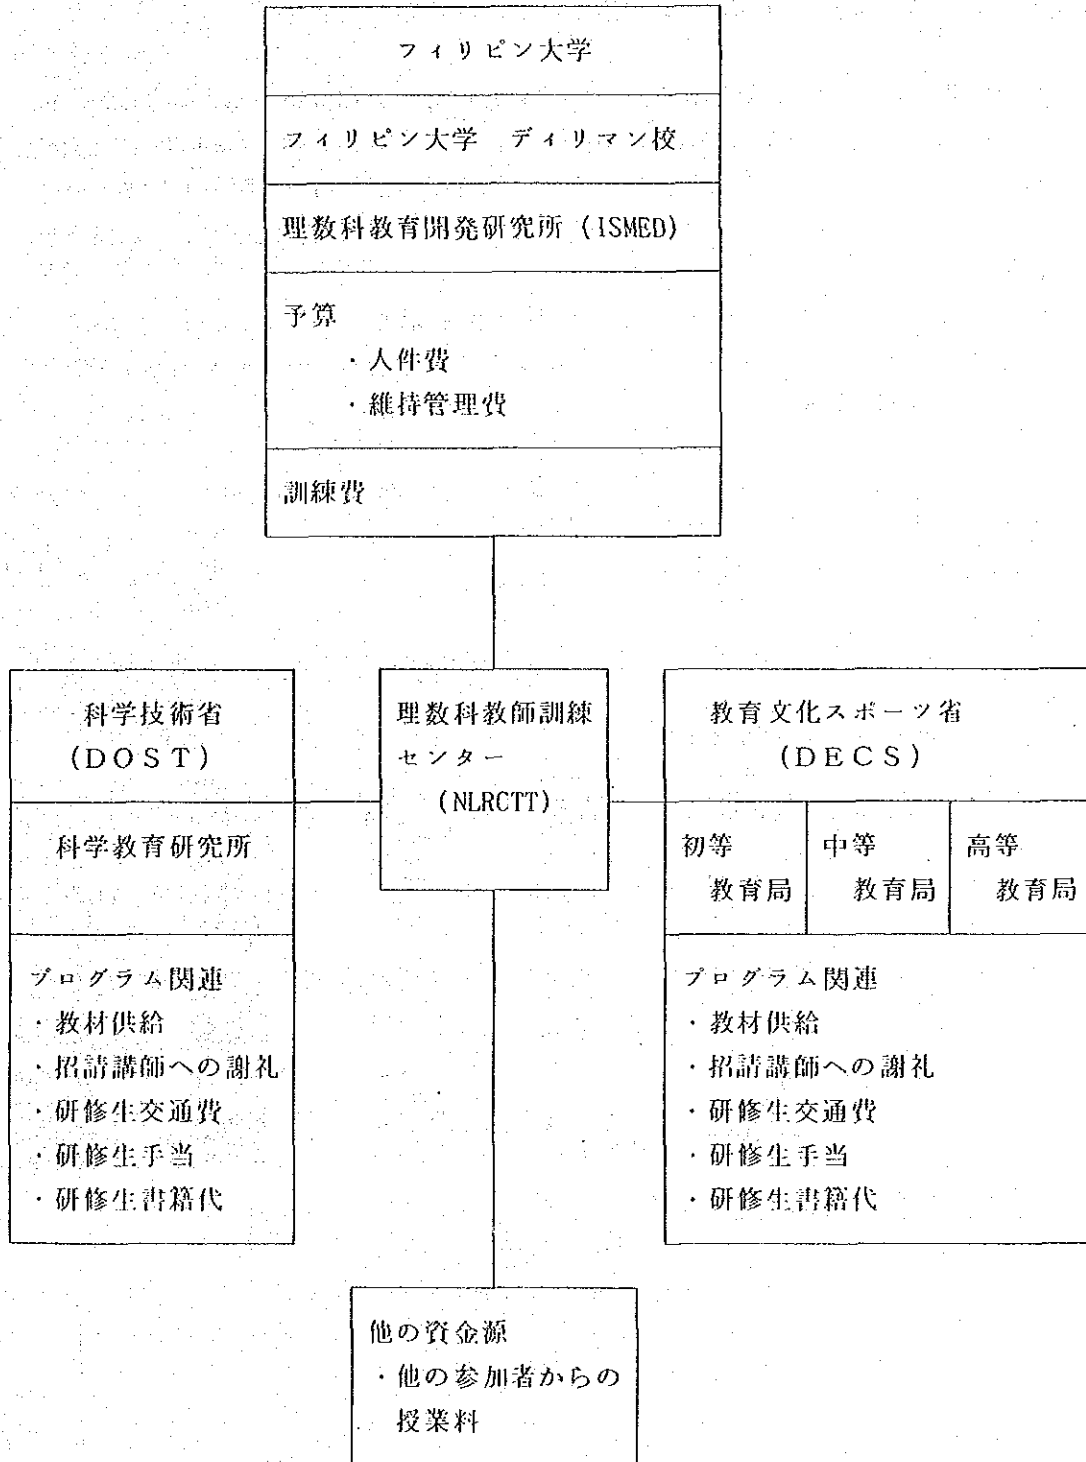 フィリピン大学
フィリピン大学　ディリマン校
理数科教育開発研究所 (ISMED)
予算
・人件費
・維持管理費
訓練費
科学技術省
(DOST)
科学教育研究所
プログラム関連
・教材供給
・招請講師への謝礼
・研修生交通費
・研修生手当
・研修生書籍代
理数科教師訓練
センター
(NLRCTT)
教育文化スポーツ省
(DECS)
初等
教育局
中等
教育局
高等
教育局
プログラム関連
・教材供給
・招請講師への謝礼
・研修生交通費
・研修生手当
・研修生書籍代
他の資金源
・他の参加者からの
授業料